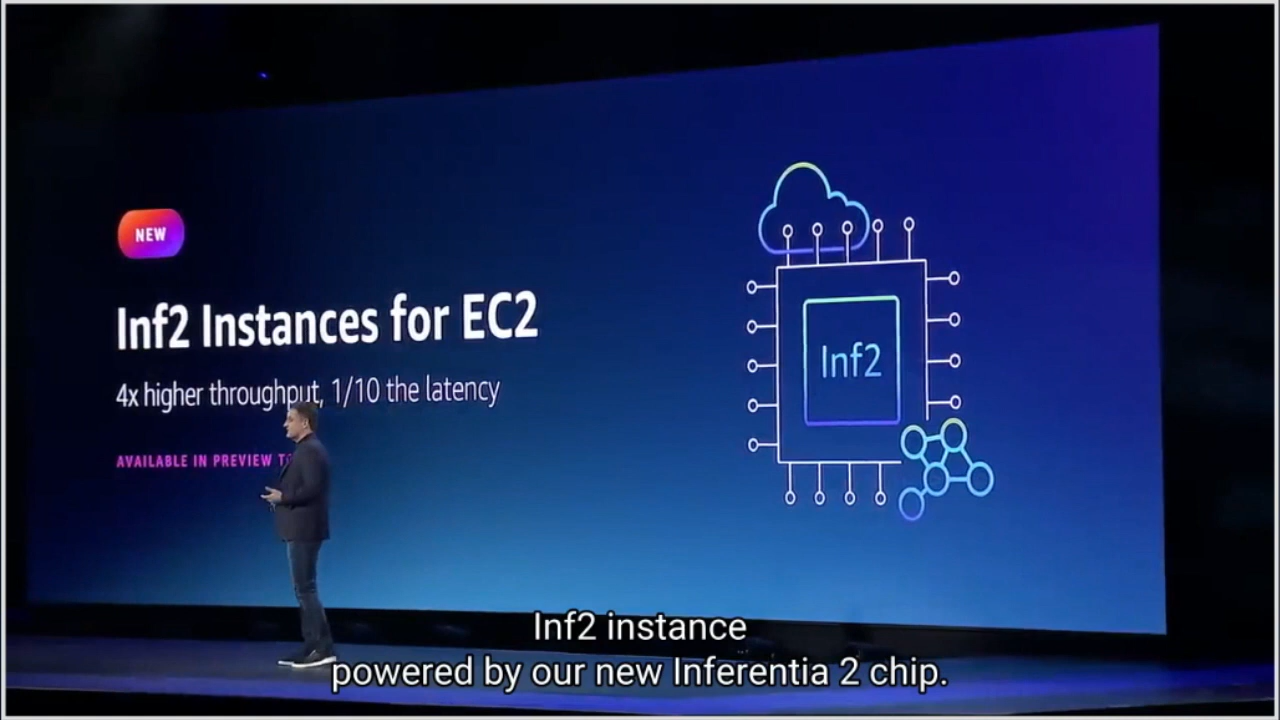 NEW
Inf2 Instances for EC2
4x higher throughput, 1/10 the latency
AVAILABLE IN PREVIEW
Inf2
Inf2 instance
powered by our new Inferentia 2 chip.